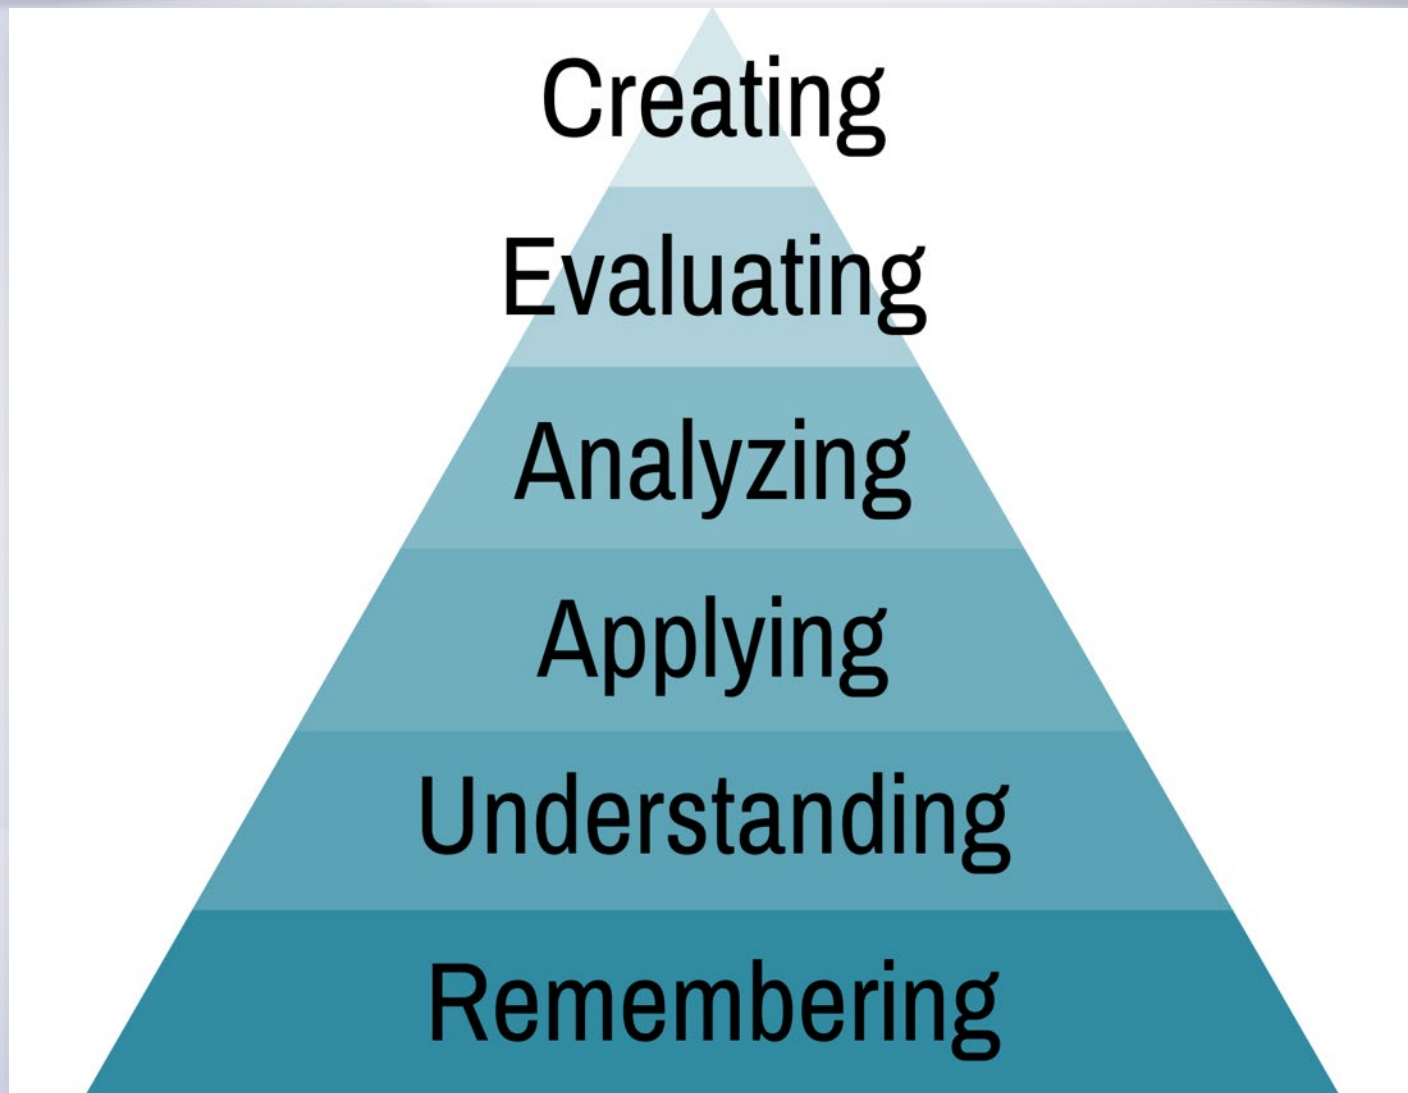 Creating
Evaluating
Analyzing
Applying
Understanding
Remembering